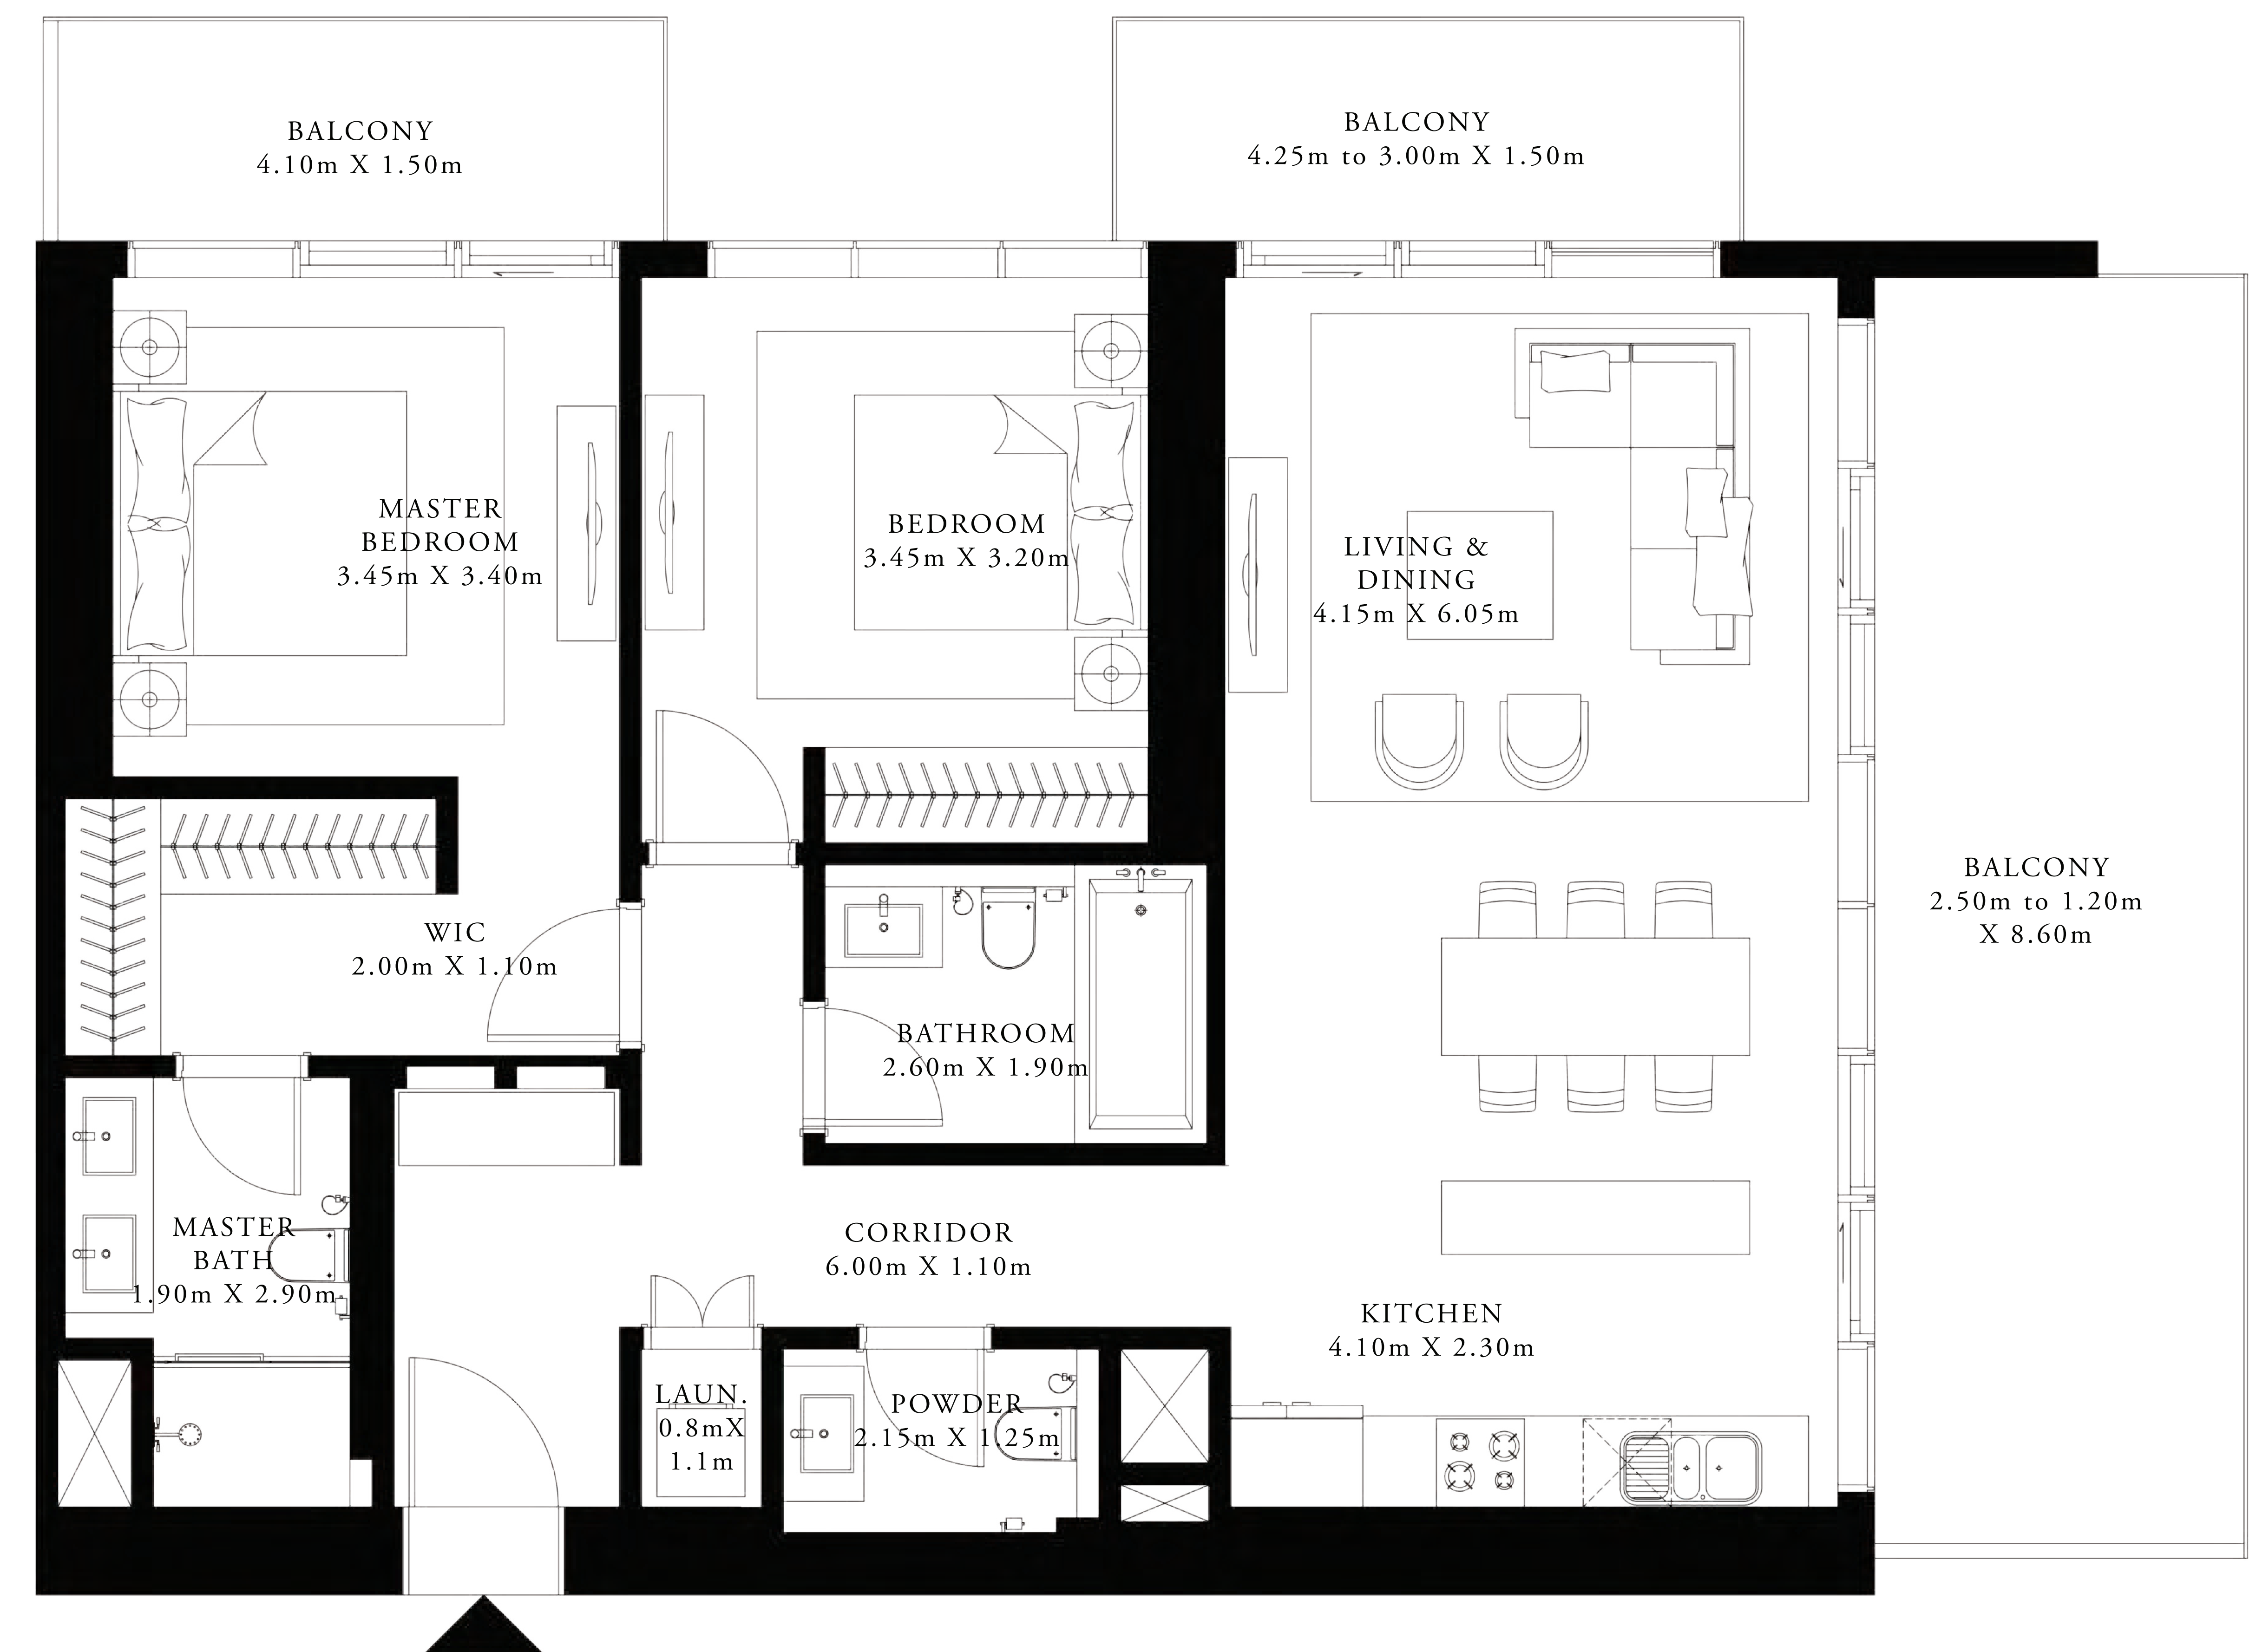 BALCONY
4.10m X 1.50m
BALCONY
4.25m to 3.00m X 1.50m
MASTER
BEDROOM
3.45m X 3.40m
BEDROOM
3.45m X 3.20m
LIVING &
DINING
4.15m X 6.05m
BALCONY
2.50m to 1.20m
X 8.60m
WIC
2.00m X 1.10m
BATHROOM
2.60m X 1.90m
MASTER
BATH
1.90m X 2.90m
CORRIDOR
6.00m X 1.10m
KITCHEN
4.10m X 2.30m
LAUN.
0.8mX
1.1m
POWDER
2.15m X 1.25m